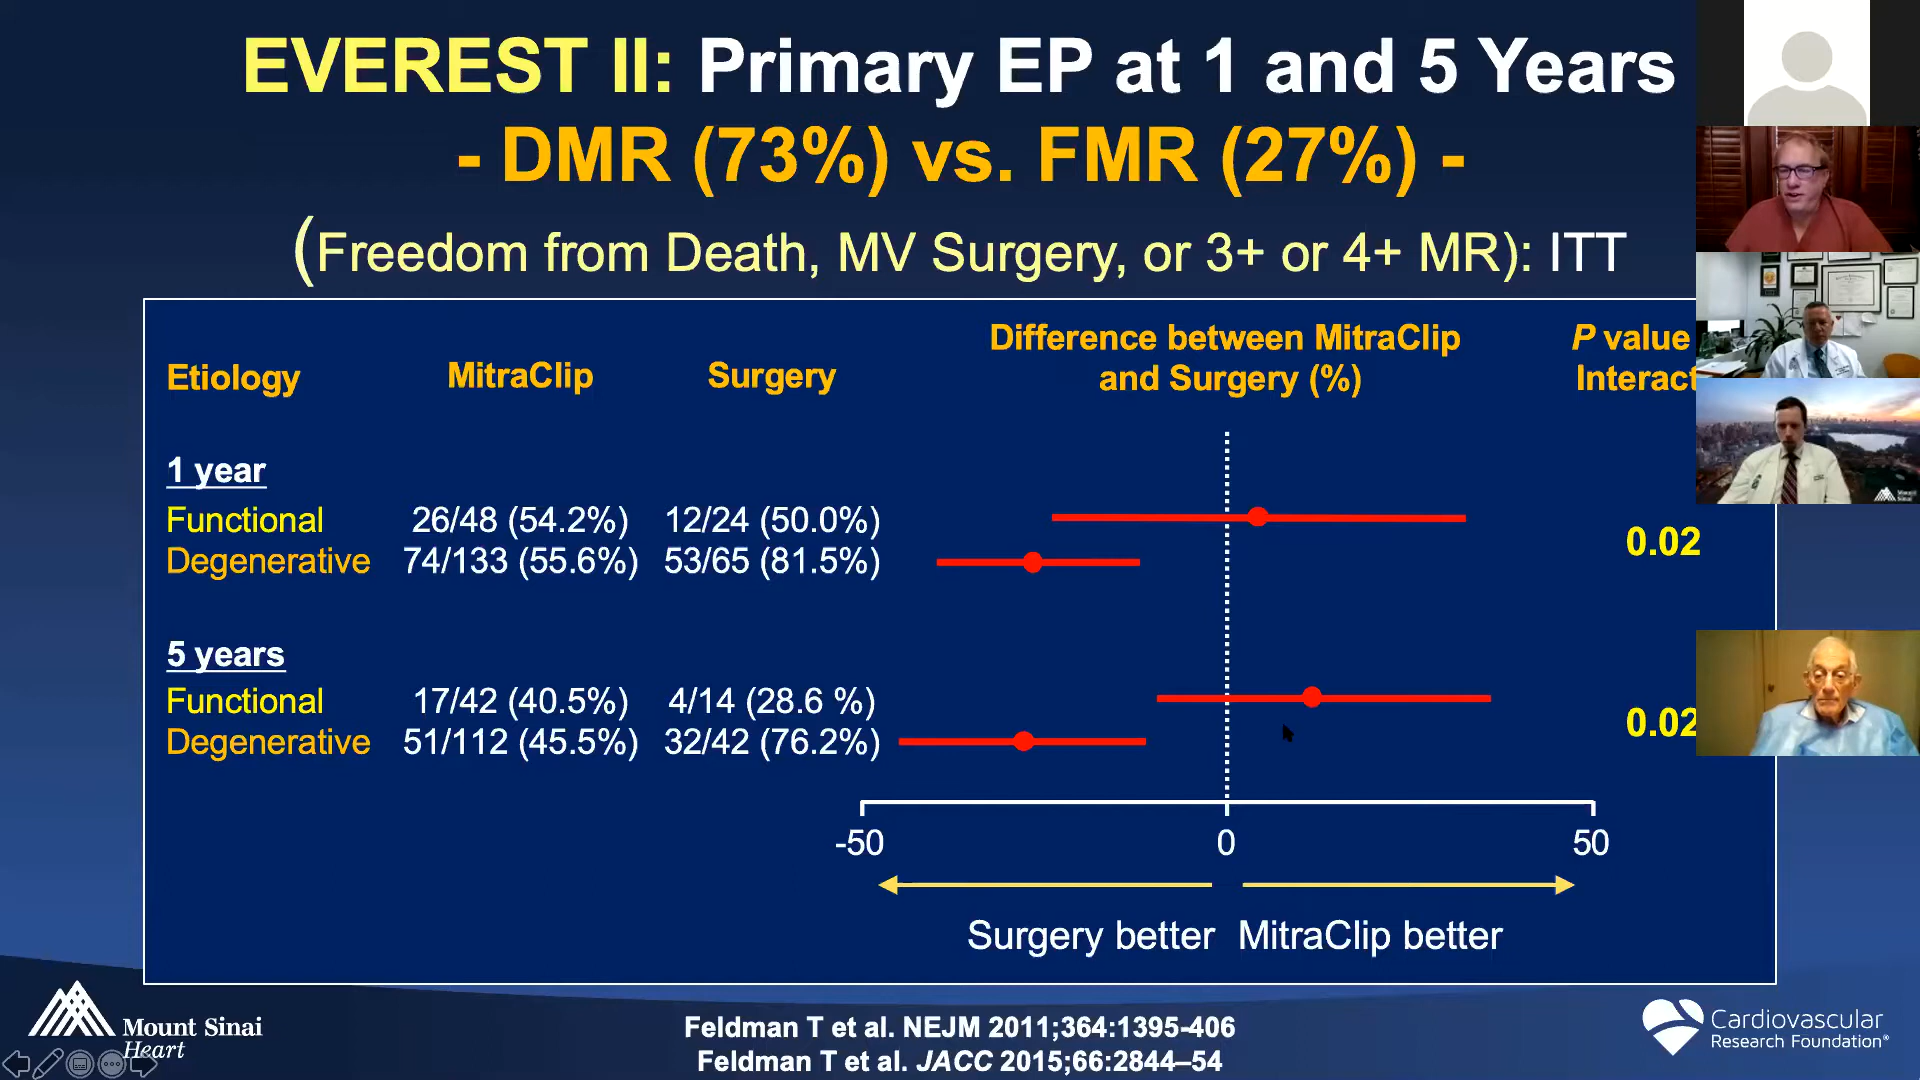 EVEREST II: Primary EP at 1 and 5 Years
- DMR (73%) vs. FMR (27%) -
(Freedom from Death, MV Surgery, or 3+ or 4+ MR): ITT
Etiology MitraClip Surgery Difference between MitraClip and Surgery (%) P value Interact
1 year
Functional 26/48 (54.2%) 12/24 (50.0%)
0.02
Degenerative 74/133 (55.6%) 53/65 (81.5%)
5 years
Functional 17/42 (40.5%) 4/14 (28.6 %)
0.02
Degenerative 51/112 (45.5%) 32/42 (76.2%)
-50 0 50
Surgery better MitraClip better
Mount Sinai
Heart
Feldman T et al. NEJM 2011;364:1395-406
Feldman T et al. JACC 2015;66:2844–54
Cardiovascular
Research Foundation®
Mount
Sinai